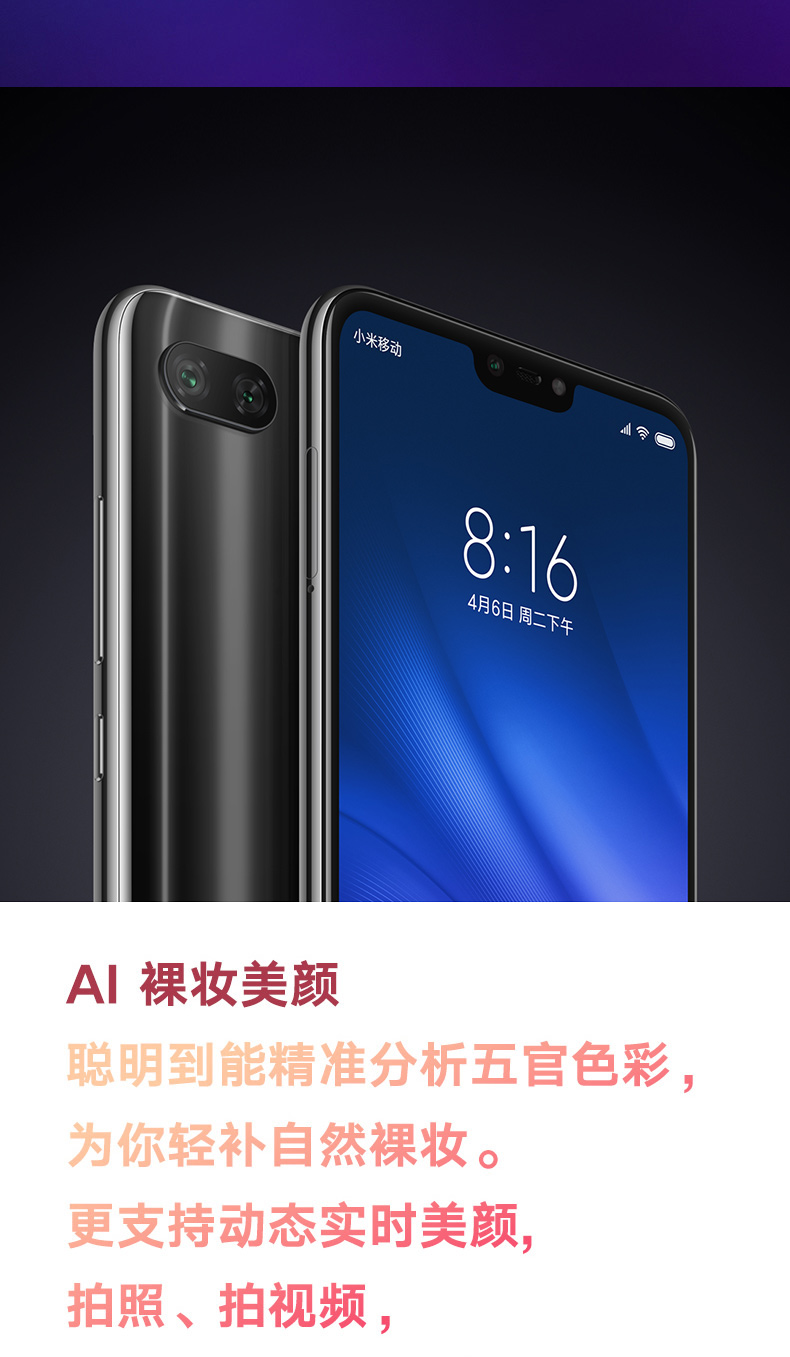 小米移动
8:16
4月6日 周二下午
AI 裸妆美颜
聪明到能精准分析五官色彩，
为你轻补自然裸妆。
更支持动态实时美颜,
拍照、拍视频，